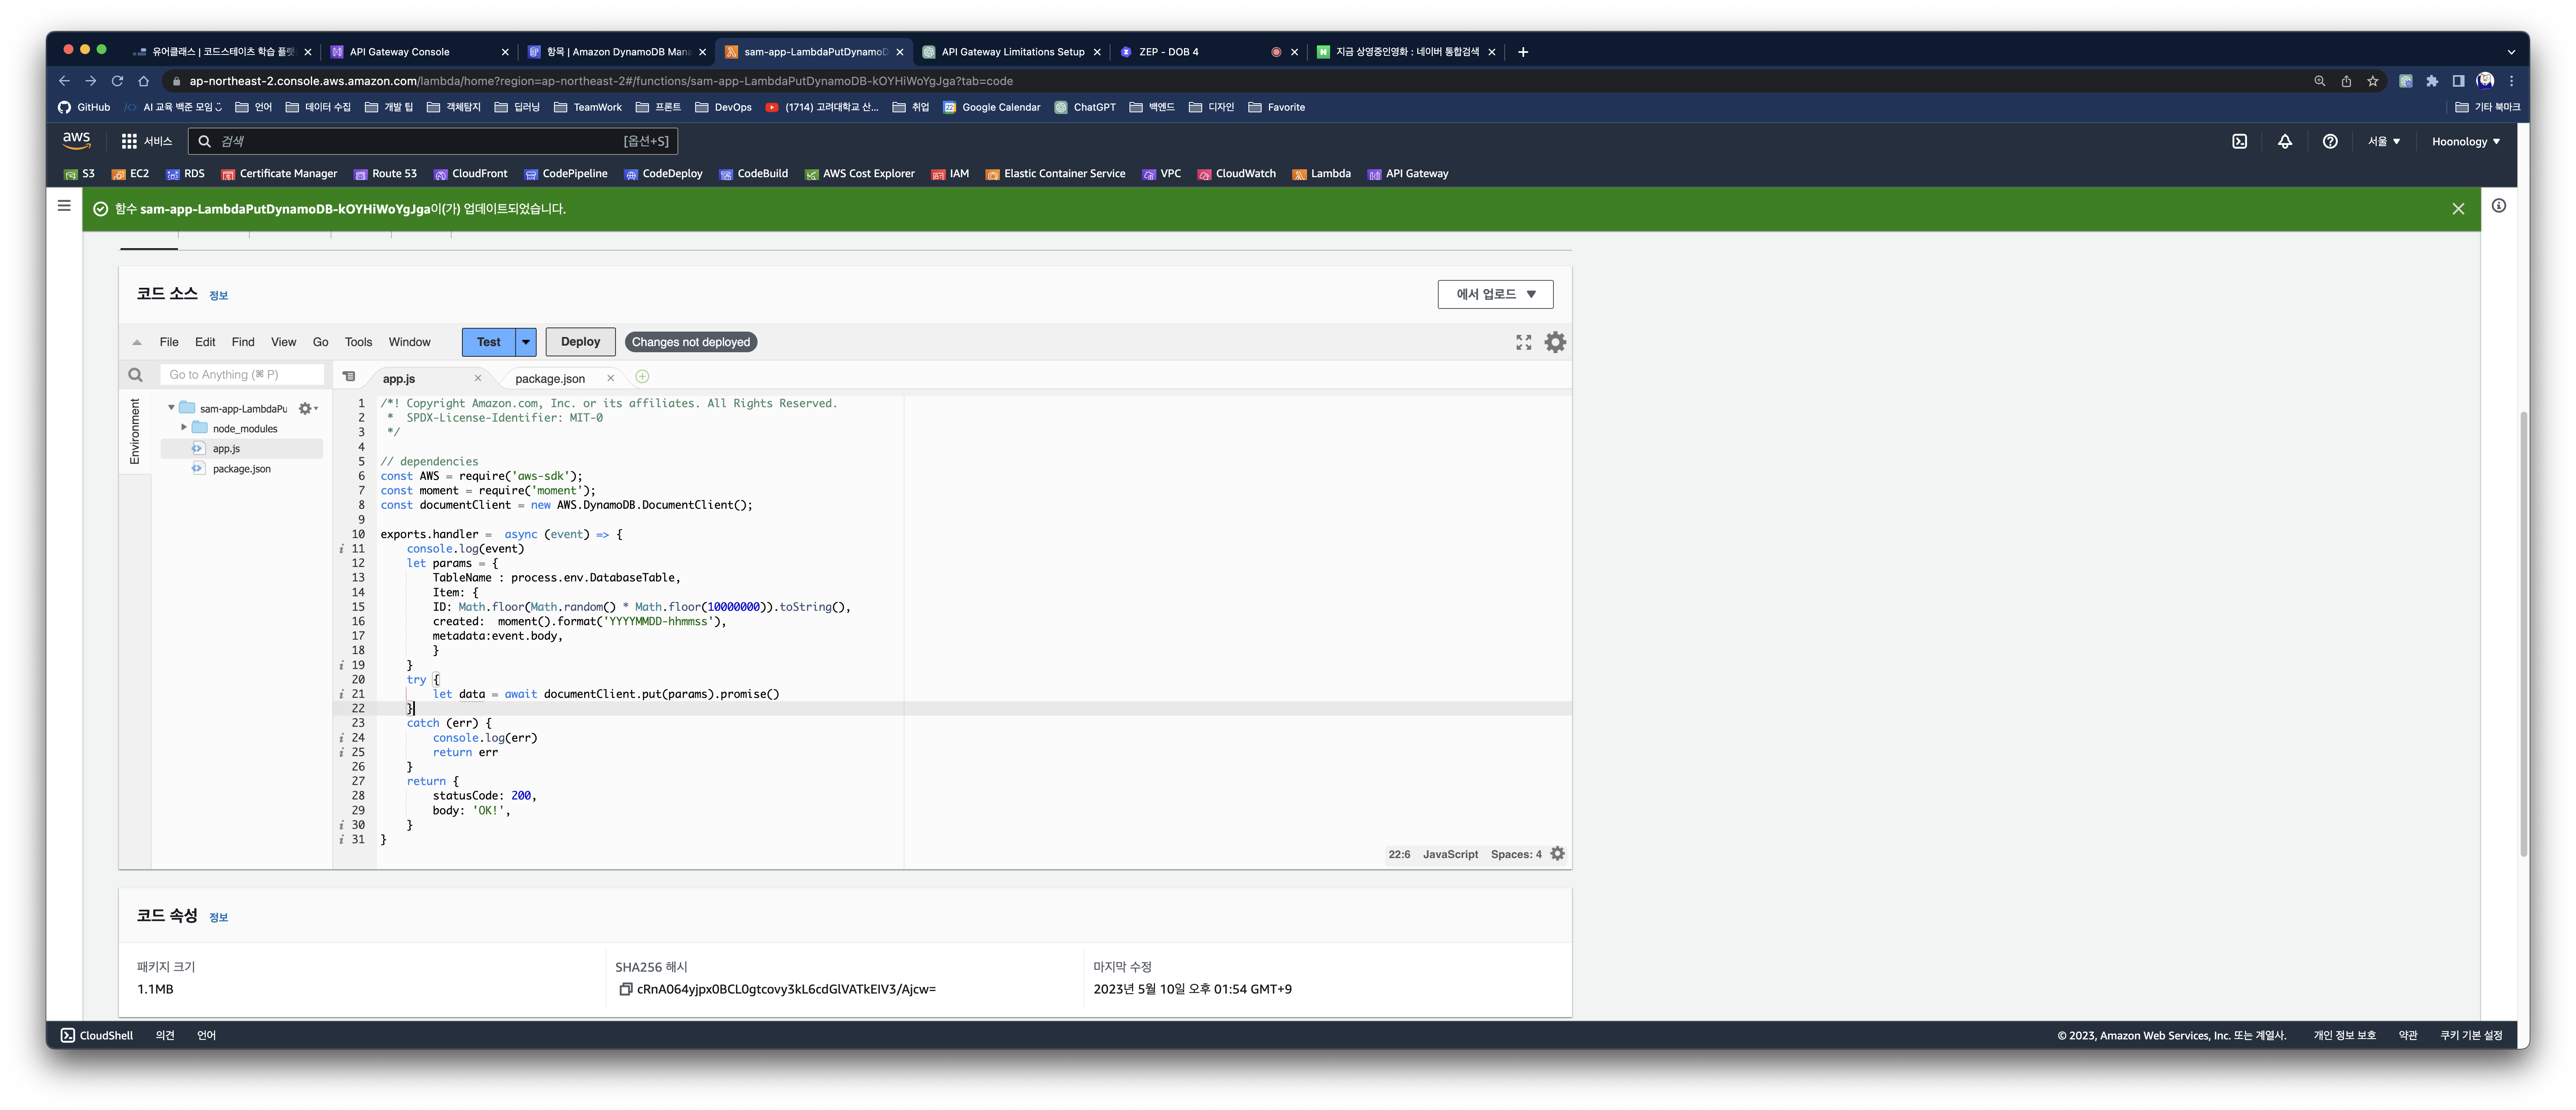 유어클래스 | 코드스테이츠 학습 플랫
API Gateway Console
항목 | Amazon DynamoDB Man
sam-app-LambdaPutDynamoD
API Gateway Limitations Setup
ZEP - DOB 4
지금 상영중인영화 : 네이버 통합검색
ap-northeast-2.console.aws.amazon.com/lambda/home?region=ap-northeast-2#/functions/sam-app-LambdaPutDynamoDB-kOYHiWoYgJga?tab=code
GitHub
AI 교육 백준 모임
언어
데이터 수집
개발 팁
객체탐지
딥러닝
TeamWork
프론트
DevOps
(1714) 고려대학교 산...
취업
Google Calendar
ChatGPT
백엔드
디자인
Favorite
기타 북마크
aws
서비스
검색
[옵션+S]
서울
Hoonology
S3
EC2
RDS
Certificate Manager
Route 53
CloudFront
CodePipeline
CodeDeploy
CodeBuild
AWS Cost Explorer
IAM
Elastic Container Service
VPC
CloudWatch
Lambda
API Gateway
함수 sam-app-LambdaPutDynamoDB-kOYHiWoYgJga이(가) 업데이트되었습니다.
코드 소스 정보
에서 업로드
File Edit Find View Go Tools Window
Test
Deploy
Changes not deployed
Go to Anything (⌘ P)
app.js
package.json
Environment
sam-app-LambdaPu
node_modules
app.js
package.json
1 /*! Copyright Amazon.com, Inc. or its affiliates. All Rights Reserved.
2  *  SPDX-License-Identifier: MIT-0
3  */
4
5 // dependencies
6 const AWS = require('aws-sdk');
7 const moment = require('moment');
8 const documentClient = new AWS.DynamoDB.DocumentClient();
9
10 exports.handler =  async (event) => {
i 11     console.log(event)
12     let params = {
13         TableName : process.env.DatabaseTable,
14         Item: {
15         ID: Math.floor(Math.random() * Math.floor(10000000)).toString(),
16         created:  moment().format('YYYYMMDD-hhmmss'),
17         metadata:event.body,
18         }
i 19     }
20     try {
i 21         let data = await documentClient.put(params).promise()
22     }
23     catch (err) {
i 24         console.log(err)
i 25         return err
26     }
27     return {
28         statusCode: 200,
29         body: 'OK!',
i 30     }
i 31 }
22:6 JavaScript Spaces: 4
코드 속성 정보
패키지 크기
1.1MB
SHA256 해시
cRnA064yjpx0BCL0gtcovy3kL6cdGlVATkEIV3/Ajcw=
마지막 수정
2023년 5월 10일 오후 01:54 GMT+9
CloudShell
의견
언어
© 2023, Amazon Web Services, Inc. 또는 계열사.
개인 정보 보호
약관
쿠키 기본 설정